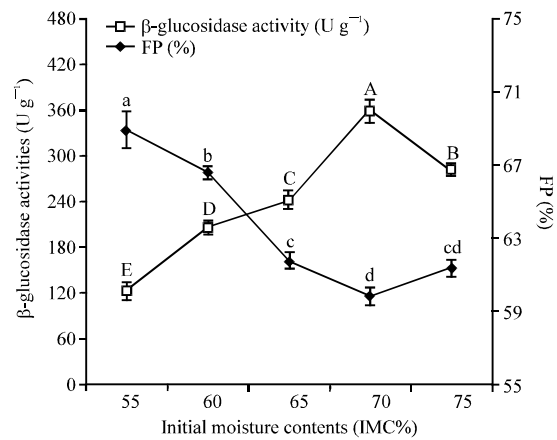 β-glucosidase activity (U g⁻¹)
FP (%)
β-glucosidase activities (U g⁻¹)
480
420
360
300
240
180
120
60
0
a
b
c
d
cd
E
D
C
A
B
75
71
67
63
59
55
FP (%)
55 60 65 70 75
Initial moisture contents (IMC%)